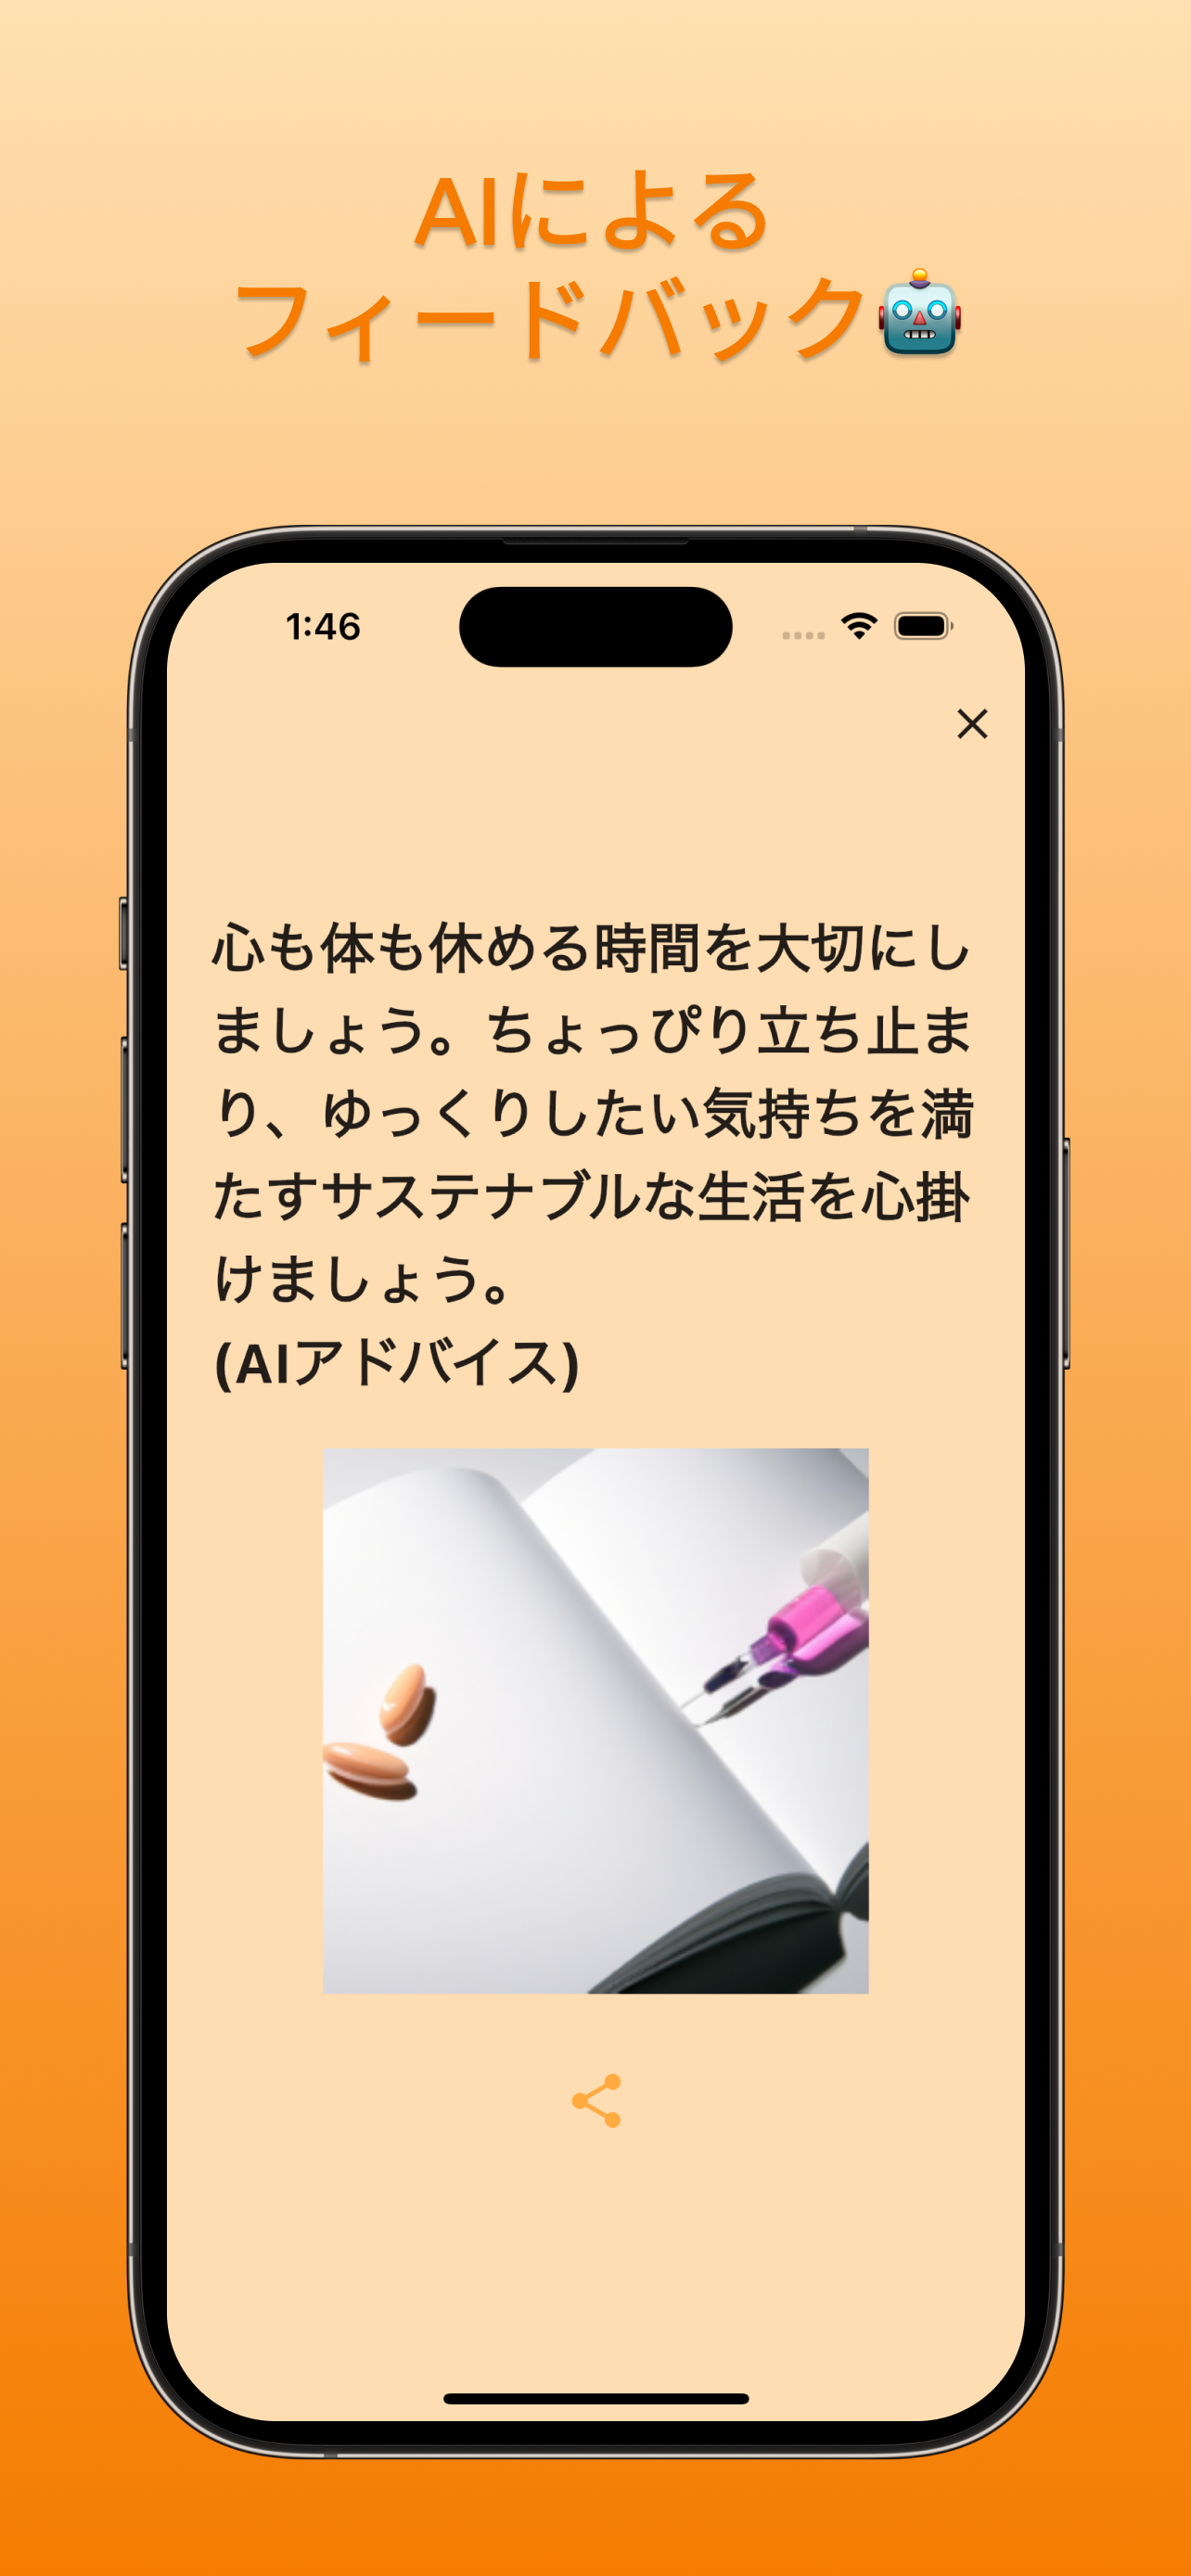 AIによる
フィードバック🤖
1:46
心も体も休める時間を大切にし
ましょう。ちょっぴり立ち止ま
り、ゆっくりしたい気持ちを満
たすサステナブルな生活を心掛
けましょう。
(AIアドバイス)